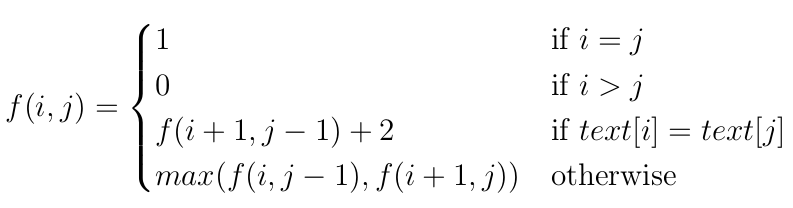 f(i, j) = { 1 if i = j
0 if i > j
f(i + 1, j − 1) + 2 if text[i] = text[j]
max(f(i, j − 1), f(i + 1, j)) otherwise